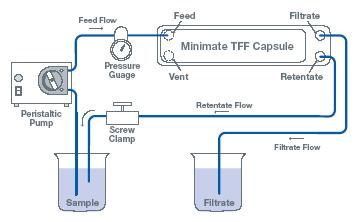 Feed Flow
Feed
Filtrate
Minimate TFF Capsule
Pressure
Guage
Vent
Retentate
Peristaltic
Pump
Retentate Flow
Screw
Clamp
Filtrate Flow
Sample
Filtrate